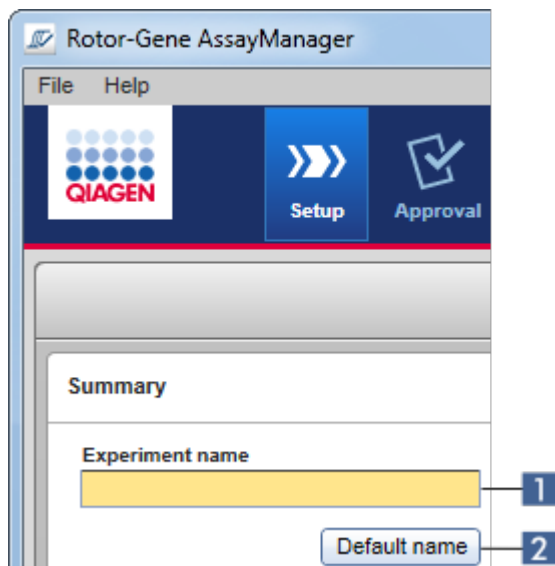 Rotor-Gene AssayManager
File Help
QIAGEN
Setup Approval
Summary
Experiment name
1
Default name 2